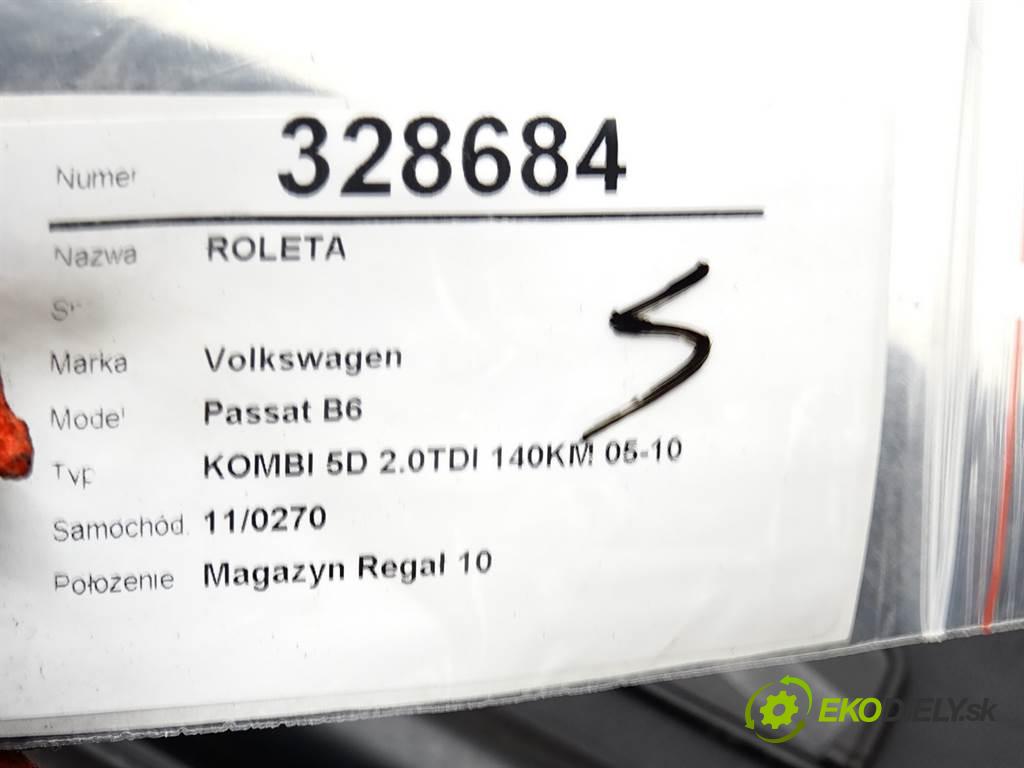 Numer 328684
Nazwa ROLETA
Marka Volkswagen
Model Passat B6
Typ KOMBI 5D 2.0TDI 140KM 05-10
Samochód 11/0270
Położenie Magazyn Regał 10
S
EKODIELY.sk